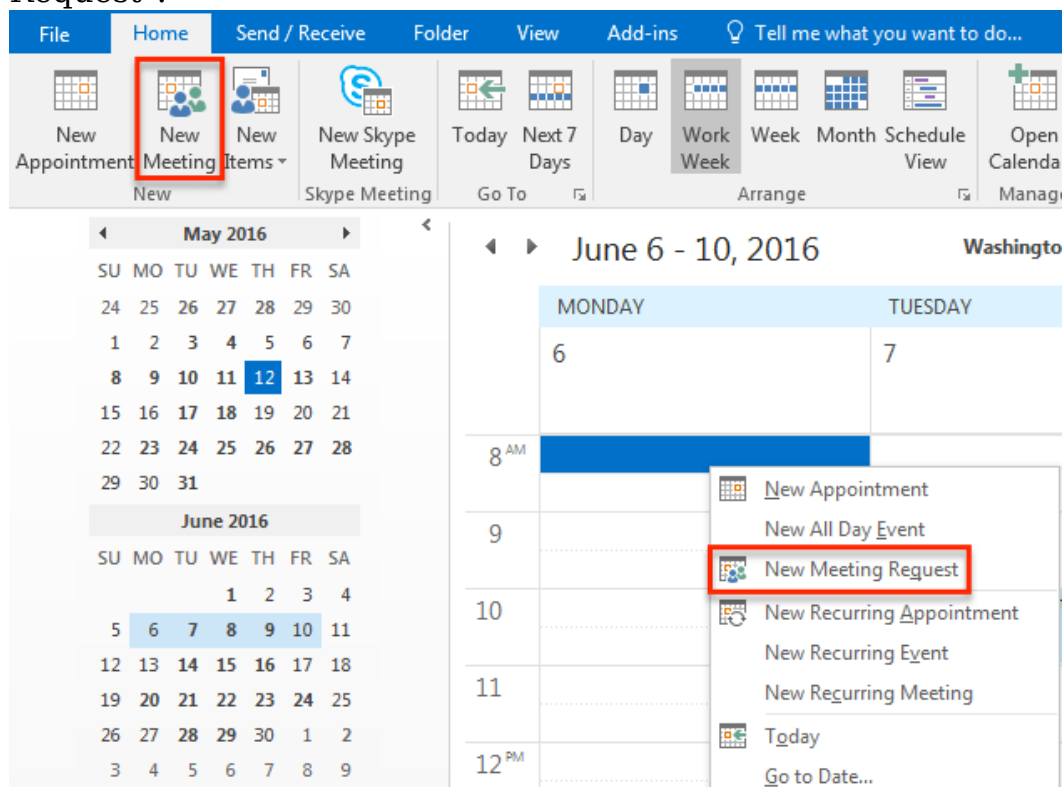 Request".
File Home Send / Receive Folder View Add-ins Tell me what you want to do...
New Appointment New Meeting New Items New Skype Meeting Today Next 7 Days Day Work Week Week Month Schedule View Open
New Skype Meeting Go To Arrange
May 2016
SU MO TU WE TH FR SA
24 25 26 27 28 29 30
1 2 3 4 5 6 7
8 9 10 11 12 13 14
15 16 17 18 19 20 21
22 23 24 25 26 27 28
29 30 31
June 2016
SU MO TU WE TH FR SA
1 2 3 4
5 6 7 8 9 10 11
12 13 14 15 16 17 18
19 20 21 22 23 24 25
26 27 28 29 30 1 2
3 4 5 6 7 8 9
June 6 - 10, 2016 Washingto
MONDAY TUESDAY
6 7
8 AM
9
10
11
12 PM
New Appointment
New All Day Event
New Meeting Request
New Recurring Appointment
New Recurring Event
New Recurring Meeting
Today
Go to Date...